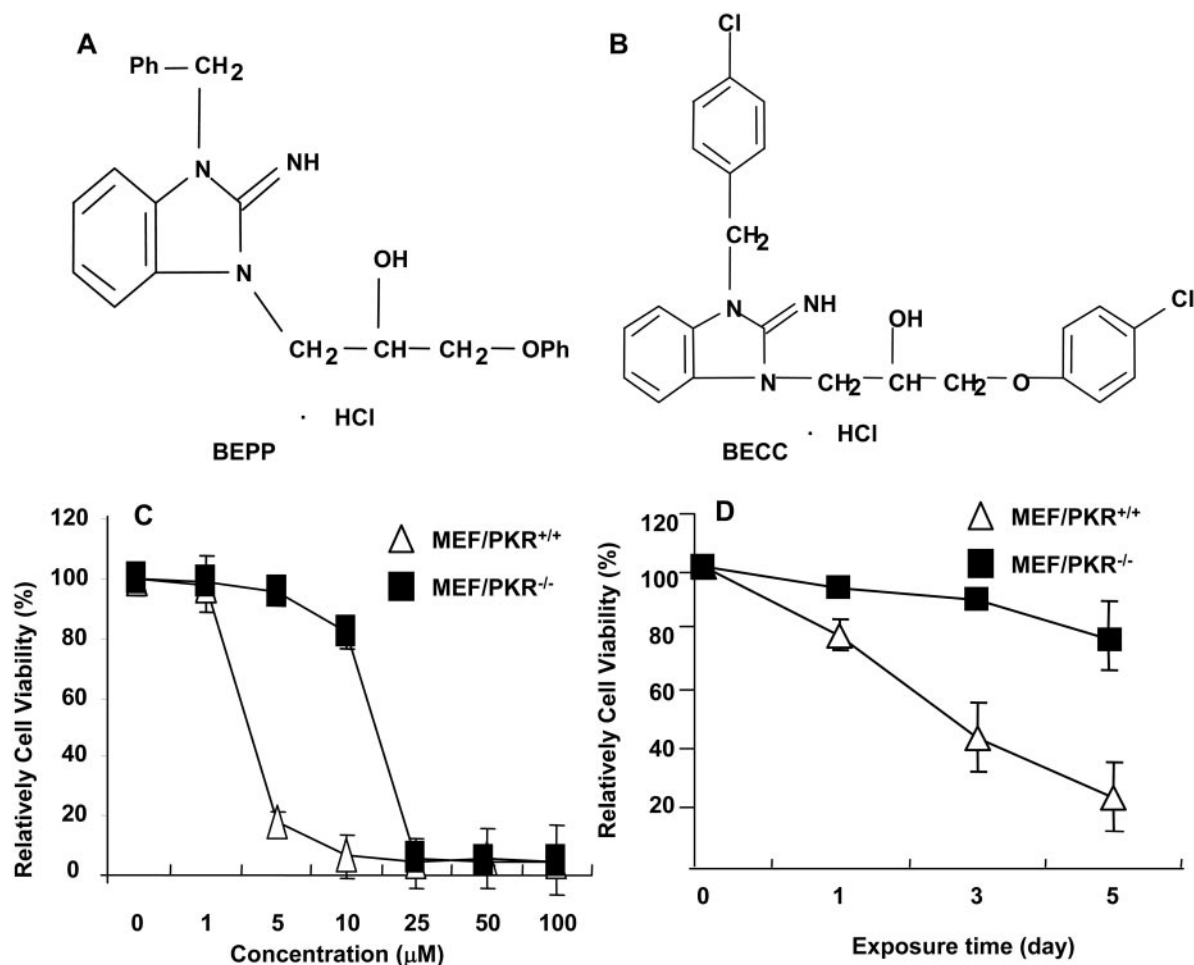 A
Ph—CH2
N
NH
N
OH
CH2—CH—CH2—OPh
· HCl
BEPP
B
Cl
CH2
N
NH
N
OH
CH2—CH—CH2—O
Cl
· HCl
BECC
C
MEF/PKR+/+
MEF/PKR-/-
Relatively Cell Viability (%)
120
100
80
60
40
20
0
0 1 5 10 25 50 100
Concentration (μM)
D
MEF/PKR+/+
MEF/PKR-/-
Relatively Cell Viability (%)
120
100
80
60
40
20
0 1 3 5
Exposure time (day)